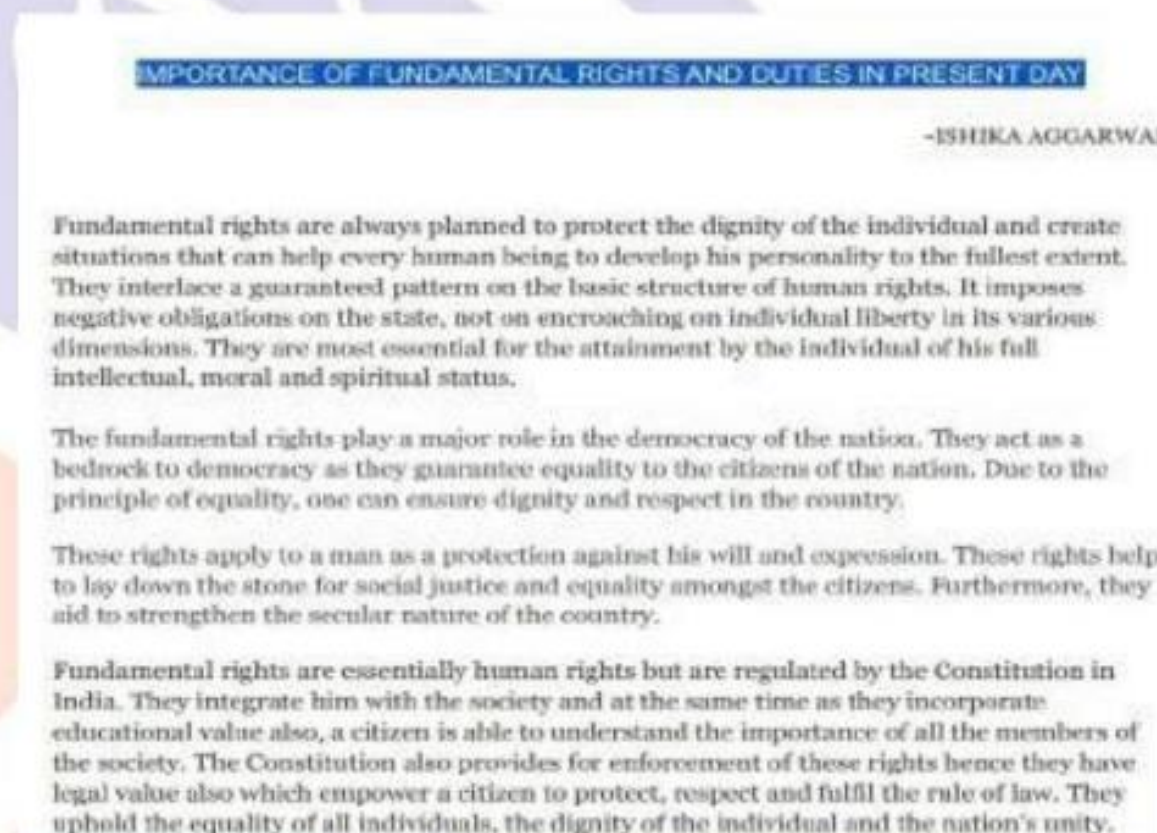 IMPORTANCE OF FUNDAMENTAL RIGHTS AND DUTIES IN PRESENT DAY
-ISHIKA AGGARWAL
Fundamental rights are always planned to protect the dignity of the individual and create
situations that can help every human being to develop his personality to the fullest extent.
They interlace a guaranteed pattern on the basic structure of human rights. It imposes
negative obligations on the state, not on encroaching on individual liberty in its various
dimensions. They are most essential for the attainment by the individual of his full
intellectual, moral and spiritual status.
The fundamental rights play a major role in the democracy of the nation. They act as a
bedrock to democracy as they guarantee equality to the citizens of the nation. Due to the
principle of equality, one can ensure dignity and respect in the country.
These rights apply to a man as a protection against his will and expression. These rights help
to lay down the stone for social justice and equality amongst the citizens. Furthermore, they
aid to strengthen the secular nature of the country.
Fundamental rights are essentially human rights but are regulated by the Constitution in
India. They integrate him with the society and at the same time as they incorporate
educational value also, a citizen is able to understand the importance of all the members of
the society. The Constitution also provides for enforcement of these rights hence they have
legal value also which empower a citizen to protect, respect and fulfil the rule of law. They
uphold the equality of all individuals, the dignity of the individual and the nation's unity.